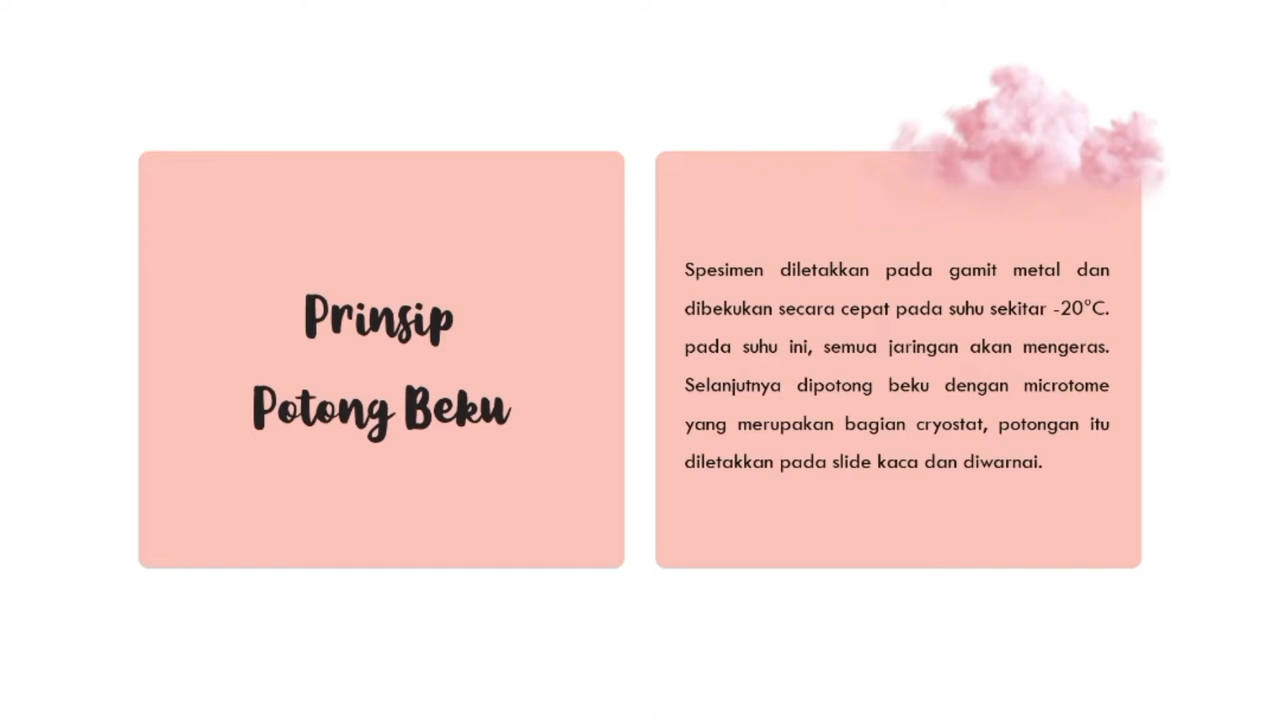 Prinsip
Potong Beku
Spesimen diletakkan pada gamit metal dan
dibekukan secara cepat pada suhu sekitar -20°C.
pada suhu ini, semua jaringan akan mengeras.
Selanjutnya dipotong beku dengan microtome
yang merupakan bagian cryostat, potongan itu
diletakkan pada slide kaca dan diwarnai.